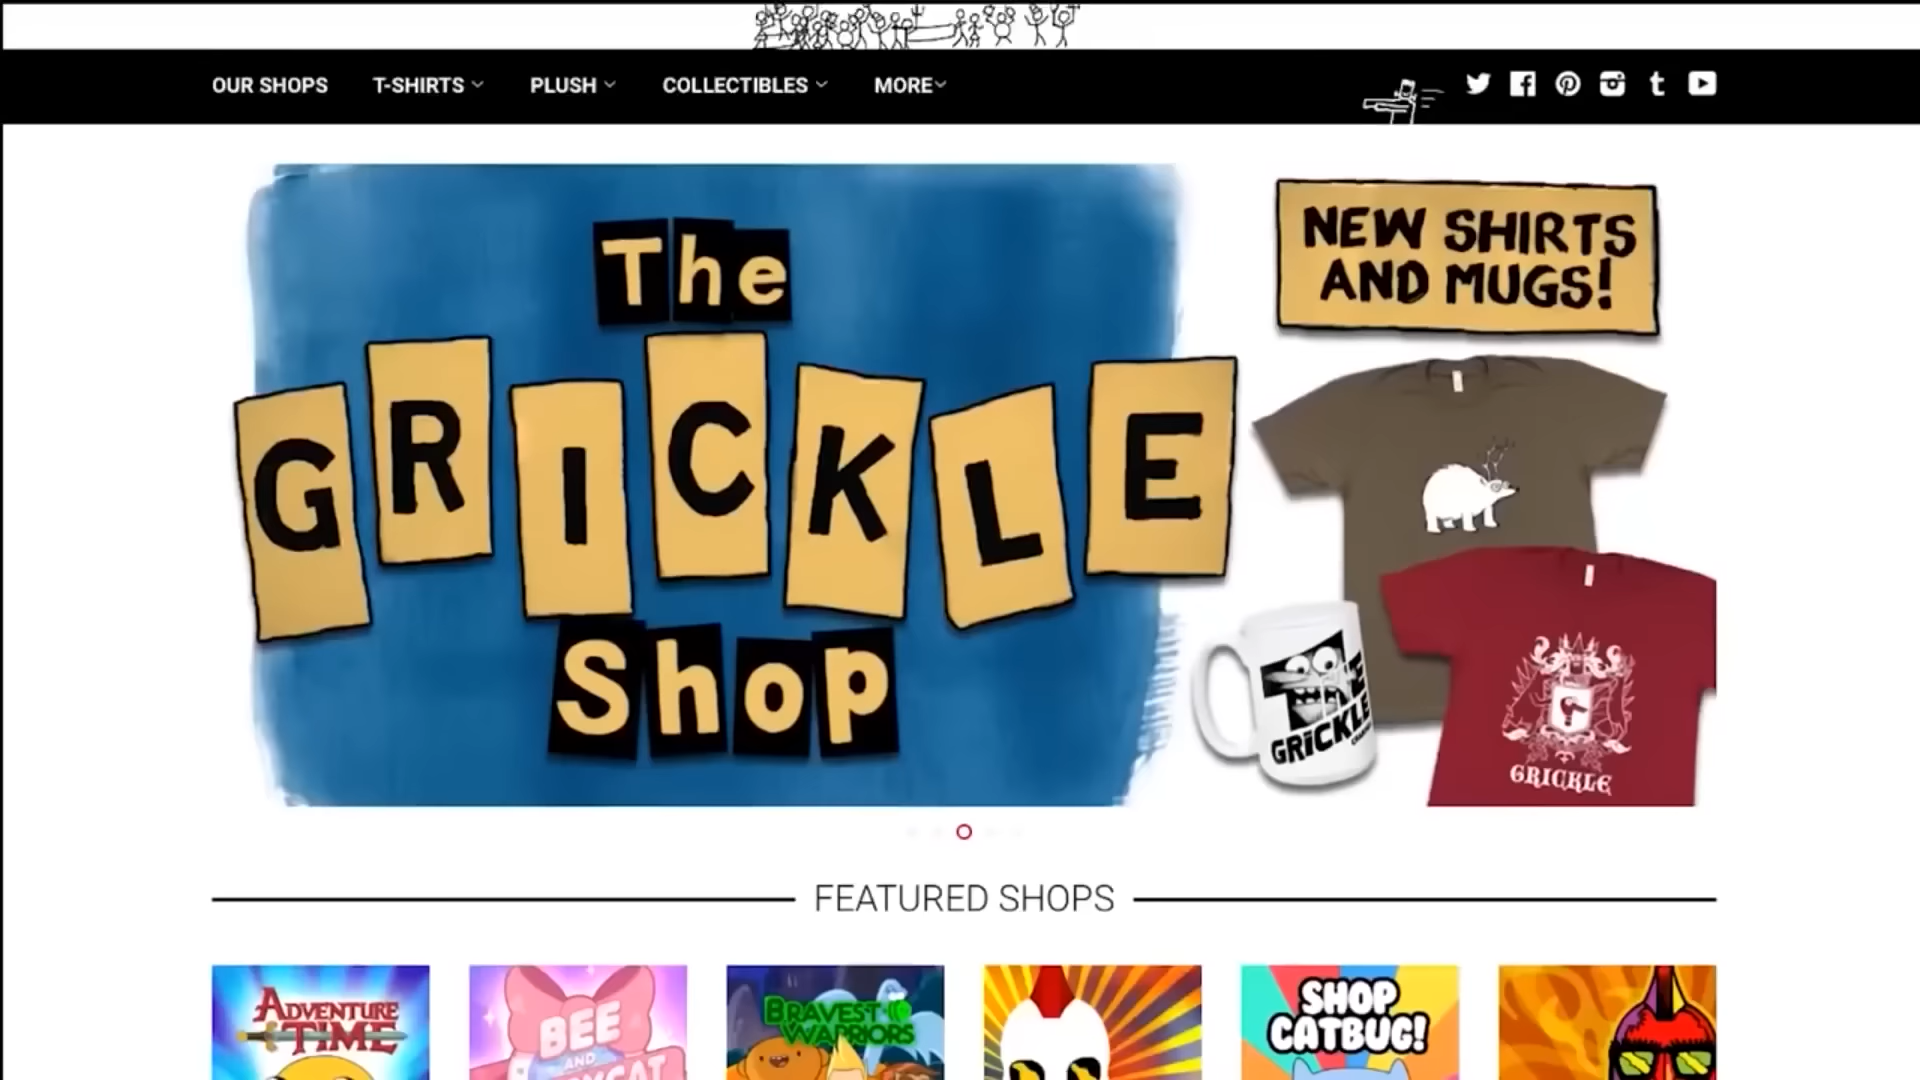 OUR SHOPS T-SHIRTS PLUSH COLLECTIBLES MORE
The
GRICKLE
Shop
NEW SHIRTS
AND MUGS!
THE
GRICKLE
GRICKLE
FEATURED SHOPS
ADVENTURE
TIME
BEE
AND
BRAVEST
WARRIORS
SHOP
CATBUG!